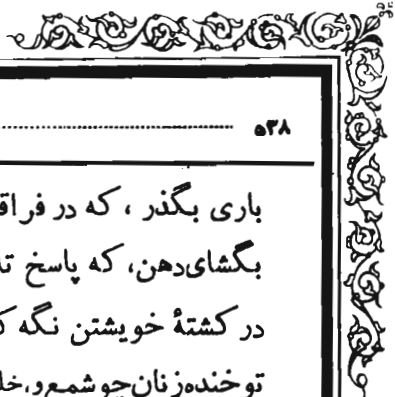 ۵۳۸
باری بگذر ، که در فراق
بگشای‌دهن، که پاسخ
در کشتهٔ خویشتن نگه
تو خنده‌زنان‌چو شمع‌و،